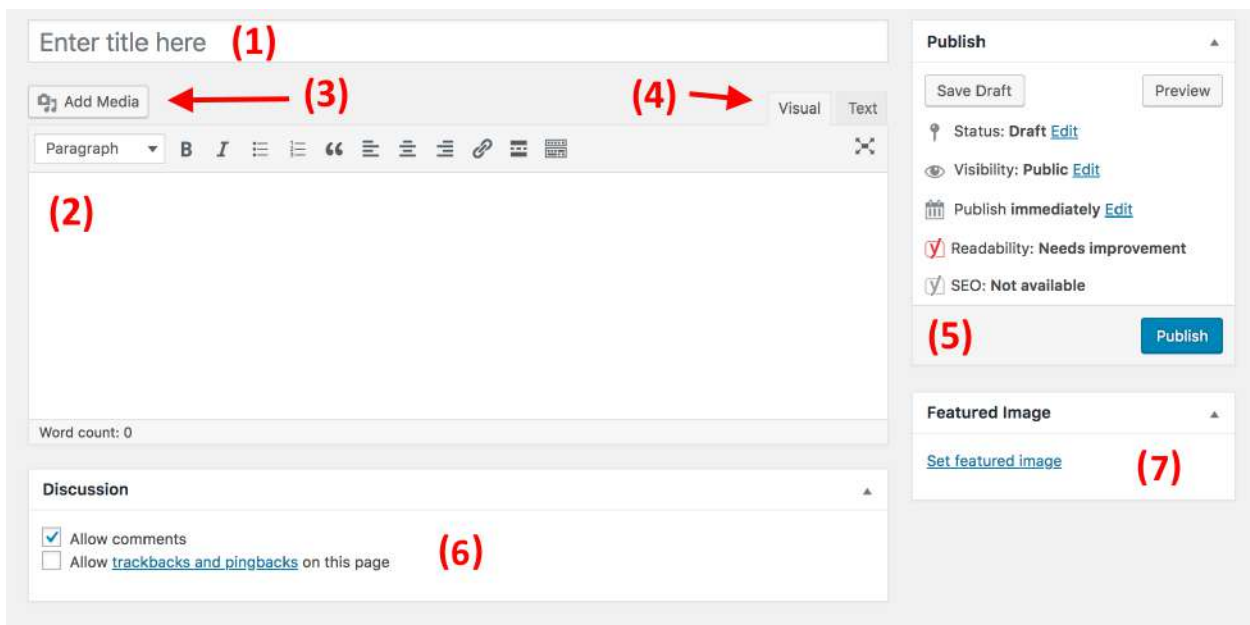 Enter title here (1)
Add Media (3) (4) Visual Text
Paragraph B I
(2)
Word count: 0
Discussion
Allow comments
Allow trackbacks and pingbacks on this page
(6)
Publish
Save Draft Preview
Status: Draft Edit
Visibility: Public Edit
Publish immediately Edit
Readability: Needs improvement
SEO: Not available
(5) Publish
Featured Image
Set featured image (7)